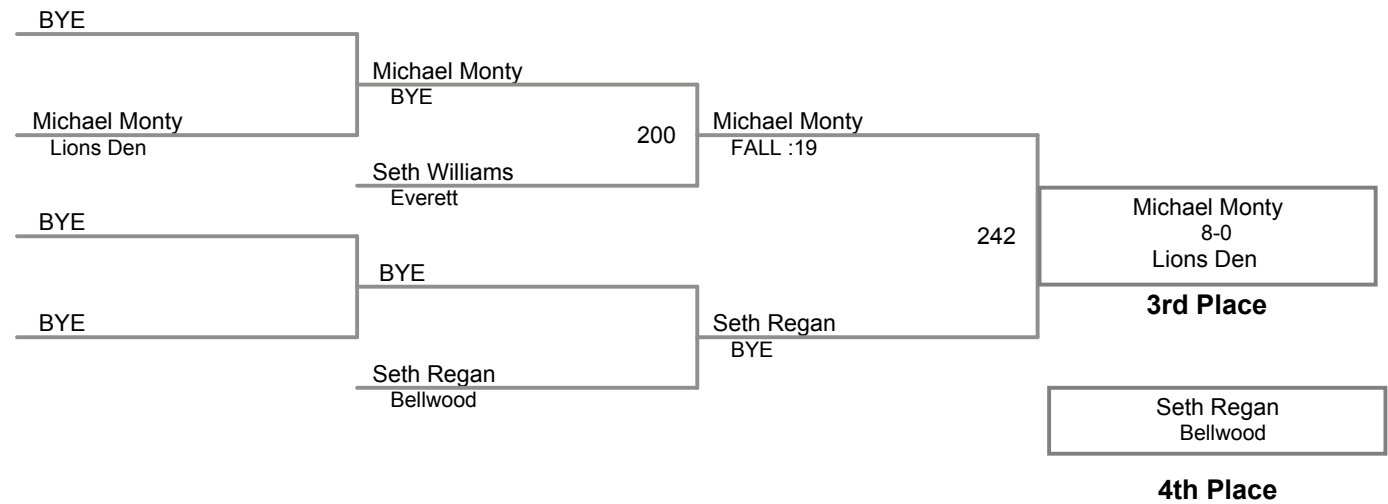 BYE
Michael Monty
BYE
Michael Monty
Lions Den
200
Michael Monty
FALL :19
Seth Williams
Everett
BYE
242
Michael Monty
8-0
Lions Den
3rd Place
BYE
BYE
Seth Regan
BYE
Seth Regan
Bellwood
Seth Regan
Bellwood
4th Place